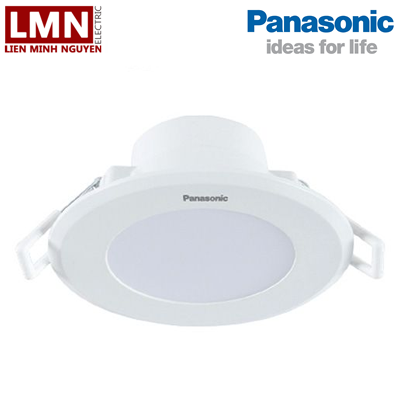 LMN ELECTRIC
LIEN MINH NGUYEN
Panasonic
ideas for life
Panasonic